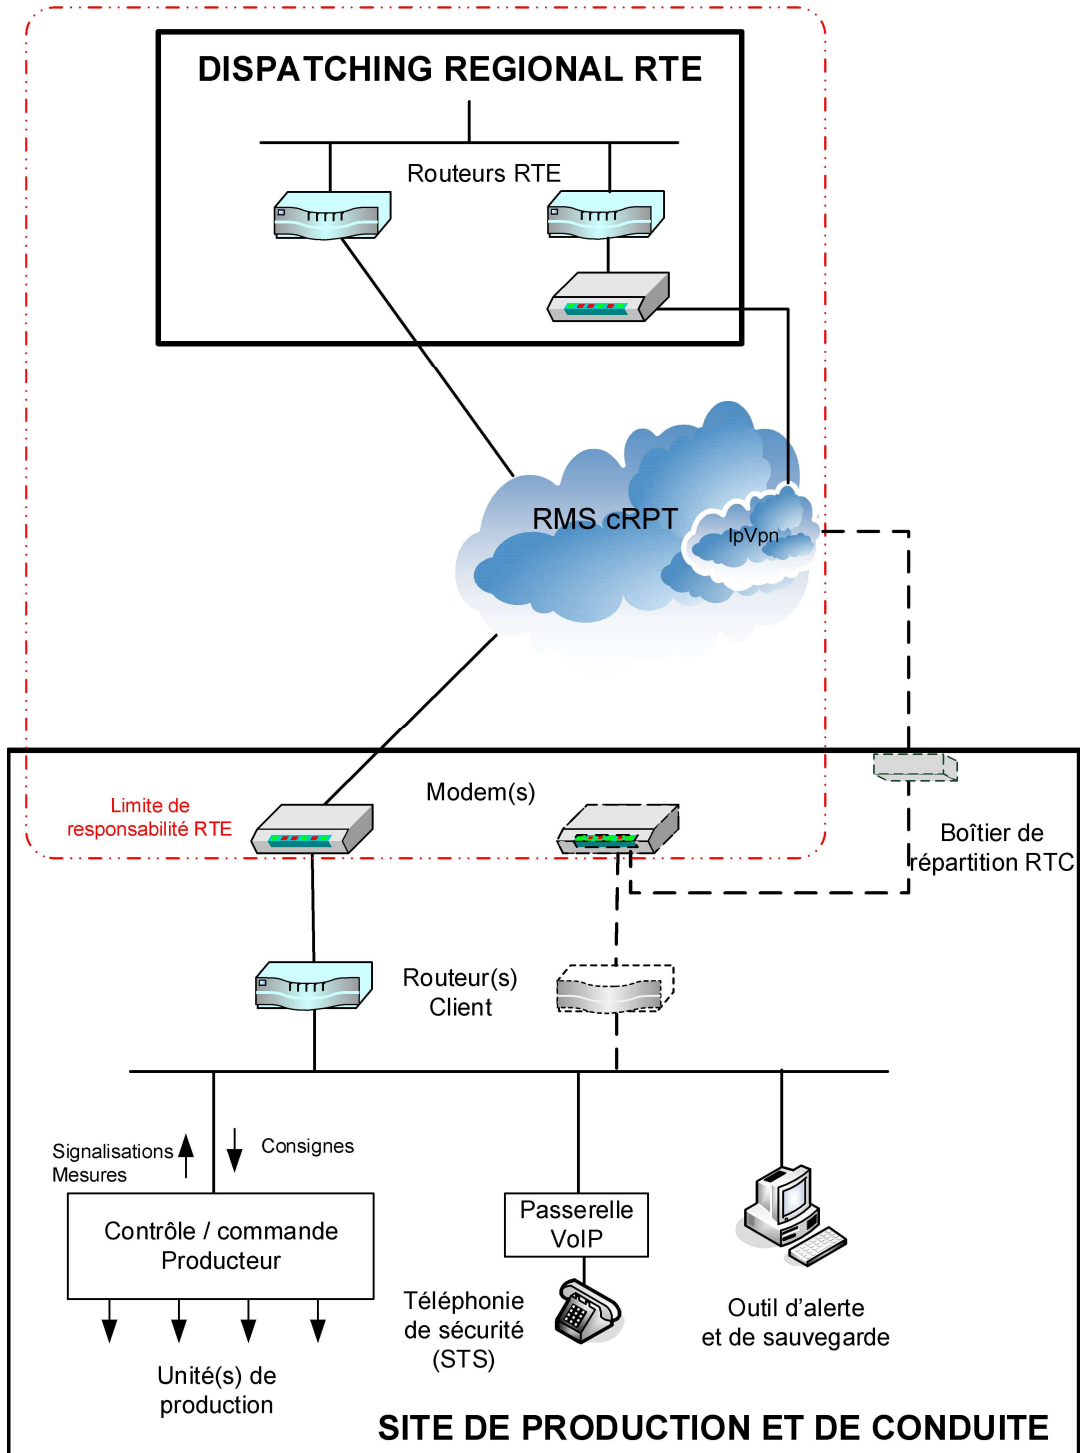 DISPATCHING REGIONAL RTE
Routeurs RTE
RMS cRPT
IpVpn
Modem(s)
Limite de
responsabilité RTE
Boîtier de
répartition RTC
Routeur(s)
Client
Signalisations
Mesures
Consignes
Contrôle / commande
Producteur
Passerelle
VoIP
Téléphonie
de sécurité
(STS)
Outil d'alerte
et de sauvegarde
Unité(s) de
production
SITE DE PRODUCTION ET DE CONDUITE